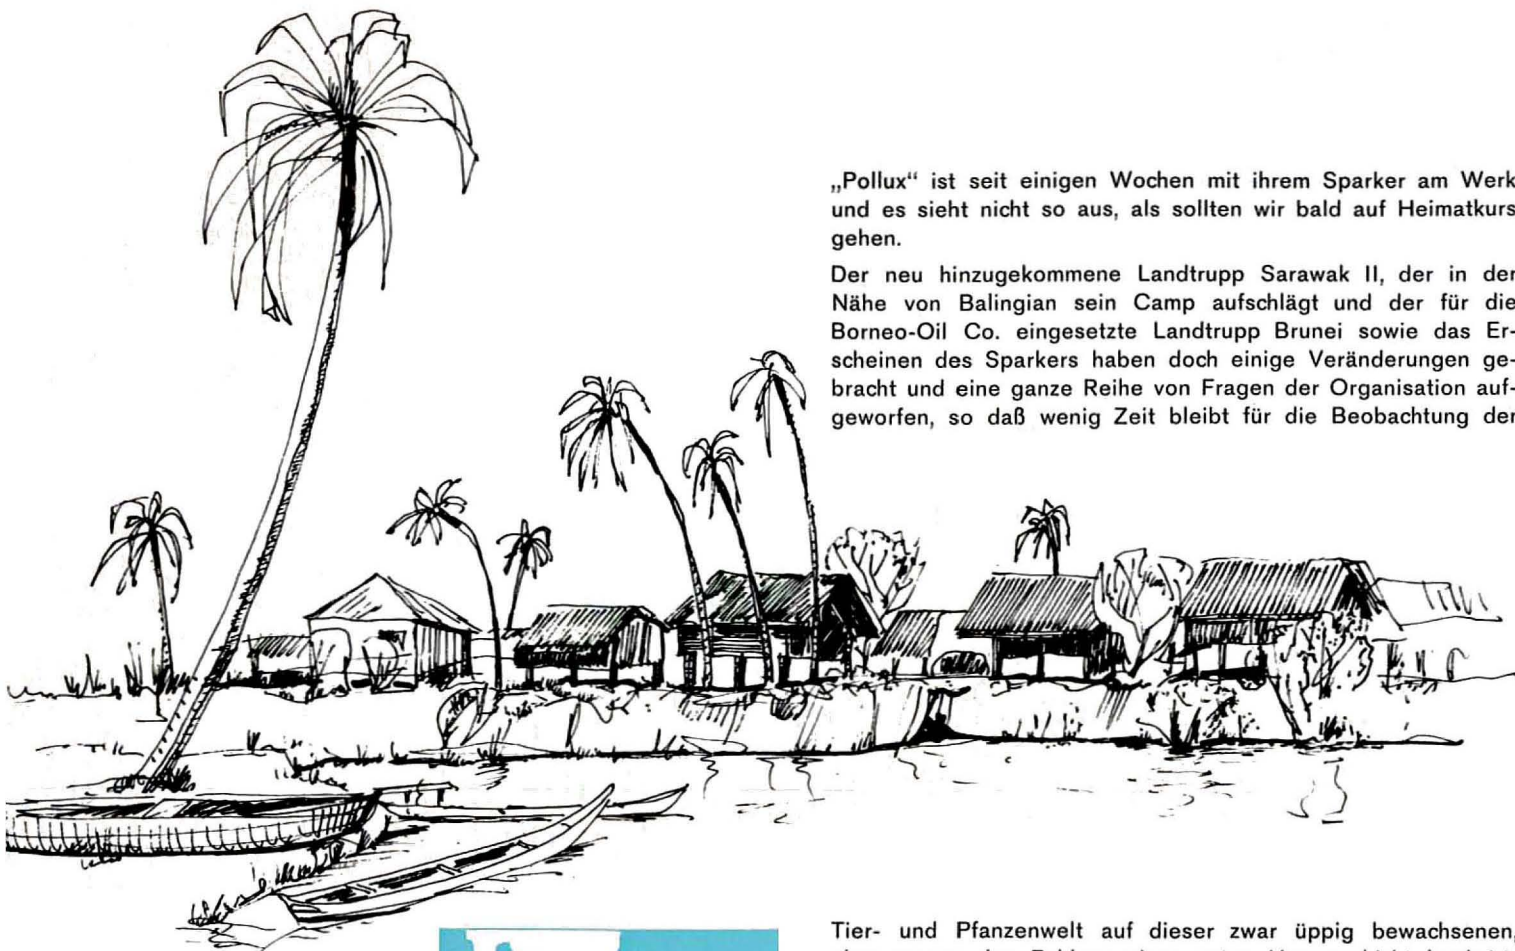 „Pollux“ ist seit einigen Wochen mit ihrem Sparker am Werk
und es sieht nicht so aus, als sollten wir bald auf Heimatkurs
gehen.
Der neu hinzugekommene Landtrupp Sarawak II, der in der
Nähe von Balingian sein Camp aufschlägt und der für die
Borneo-Oil Co. eingesetzte Landtrupp Brunei sowie das Er-
scheinen des Sparkers haben doch einige Veränderungen ge-
bracht und eine ganze Reihe von Fragen der Organisation auf-
geworfen, so daß wenig Zeit bleibt für die Beobachtung der
Tier- und Pfanzenwelt auf dieser zwar üppig bewachsenen,